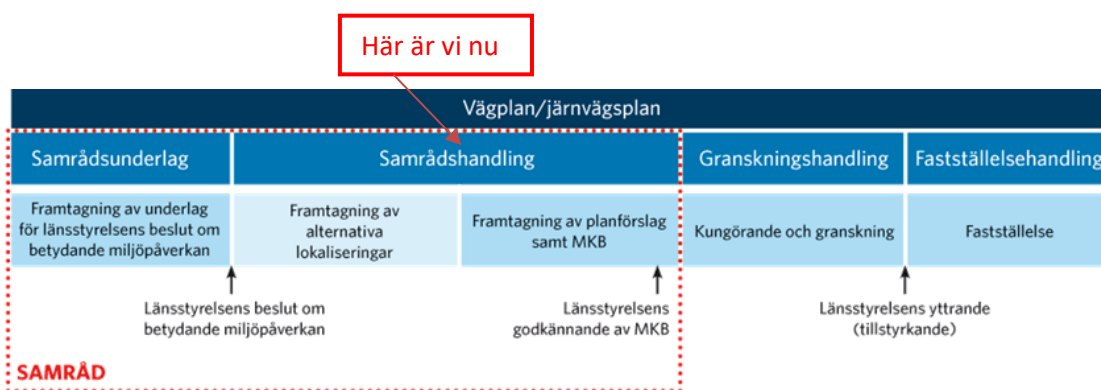 Här är vi nu
Vägplan/järnvägsplan
Samrådsunderlag
Samrådshandling
Granskningshandling
Fastställelsehandling
Framtagning av underlag
för länsstyrelsens beslut om
betydande miljöpåverkan
Framtagning av
alternativa
lokaliseringar
Framtagning av planförslag
samt MKB
Kungörande och granskning
Fastställelse
Länsstyrelsens beslut om
betydande miljöpåverkan
Länsstyrelsens
godkännande av MKB
Länsstyrelsens yttrande
(tillstyrkande)
SAMRÅD